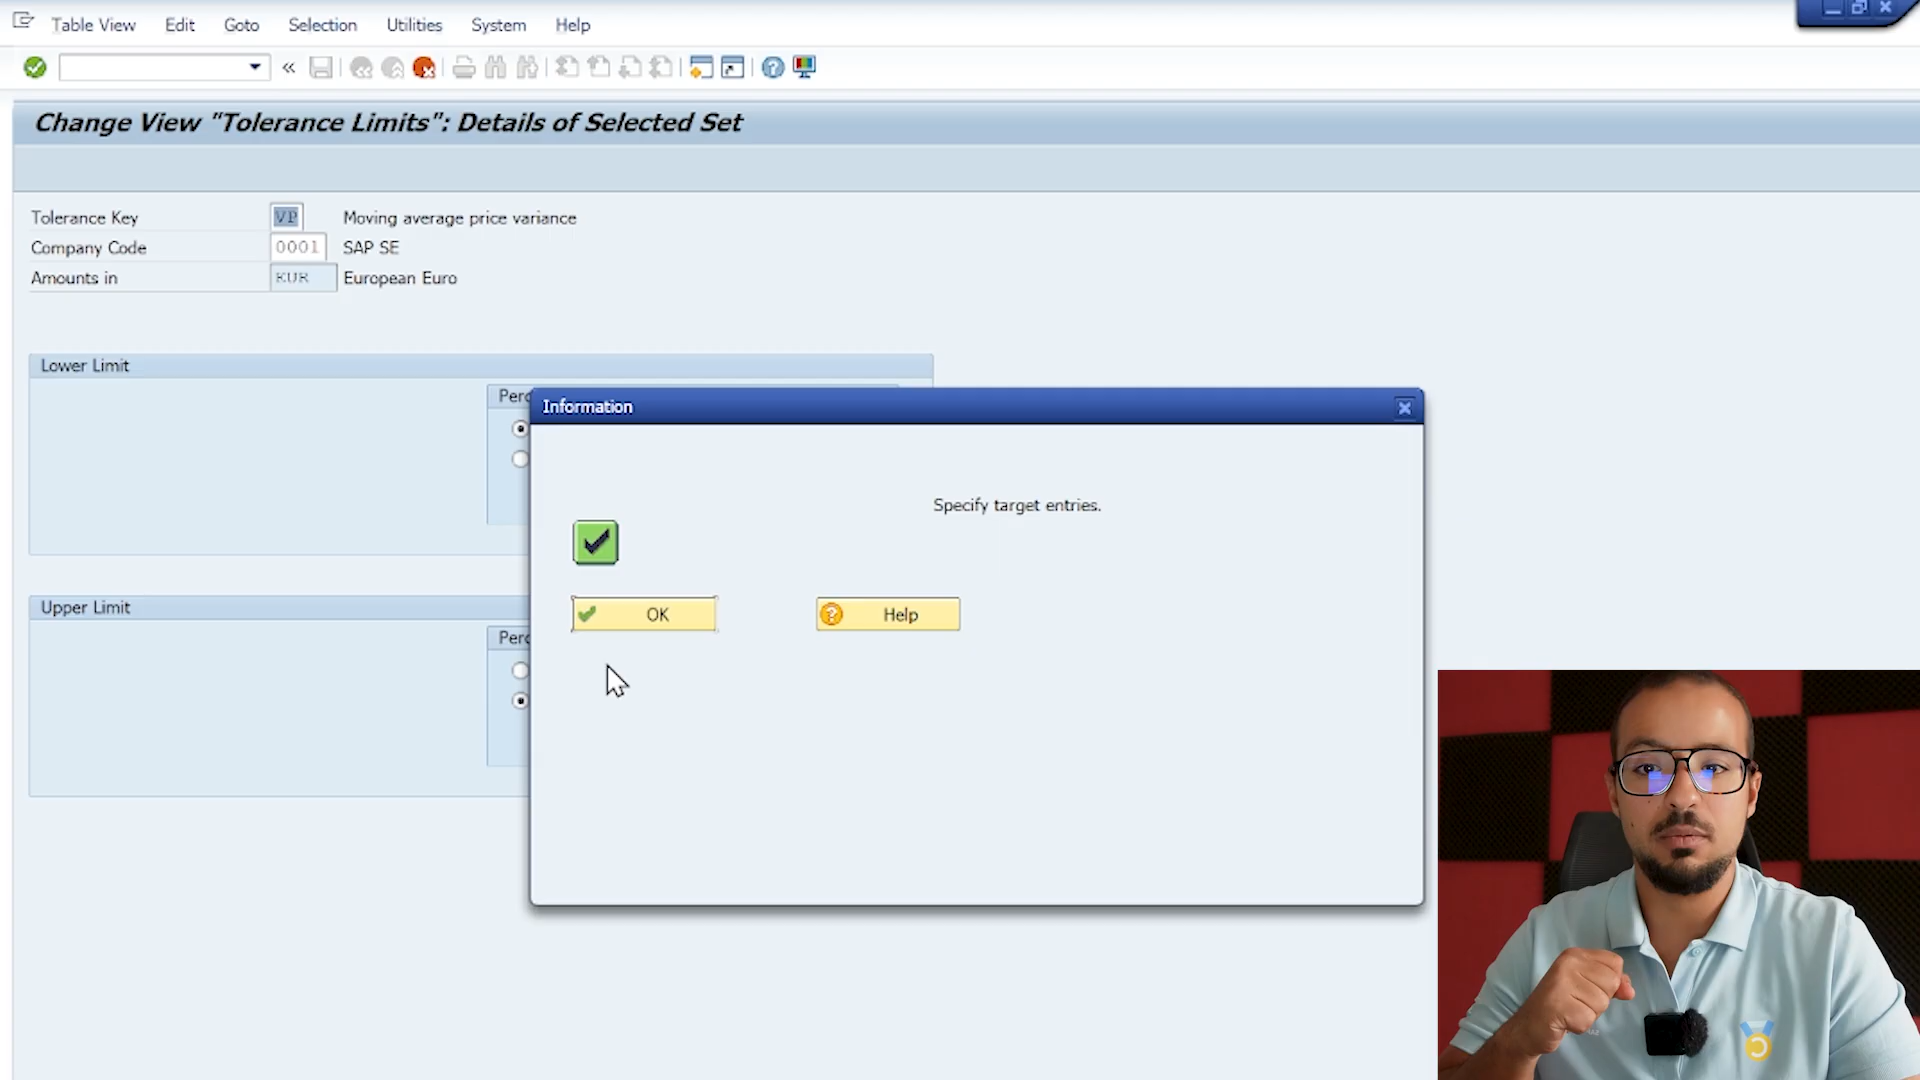 Table View Edit Goto Selection Utilities System Help
Change View "Tolerance Limits": Details of Selected Set
Tolerance Key VP Moving average price variance
Company Code 0001 SAP SE
Amounts in EUR European Euro
Lower Limit
Information
Specify target entries.
OK Help
Upper Limit